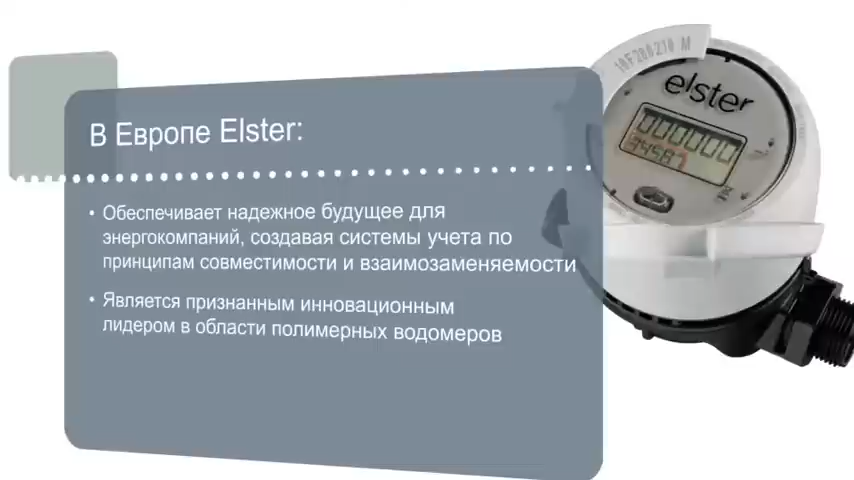 В Европе Elster:
• Обеспечивает надежное будущее для
энергокомпаний, создавая системы учета по
принципам совместимости и взаимозаменяемости
• Является признанным инновационным
лидером в области полимерных водомеров
elster
000000